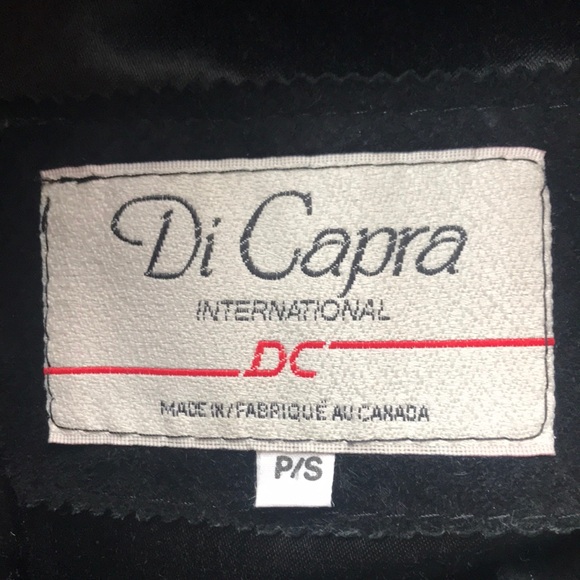 Di Capra
INTERNATIONAL
DC
MADE IN/FABRIQUÉ AU CANADA
P/S